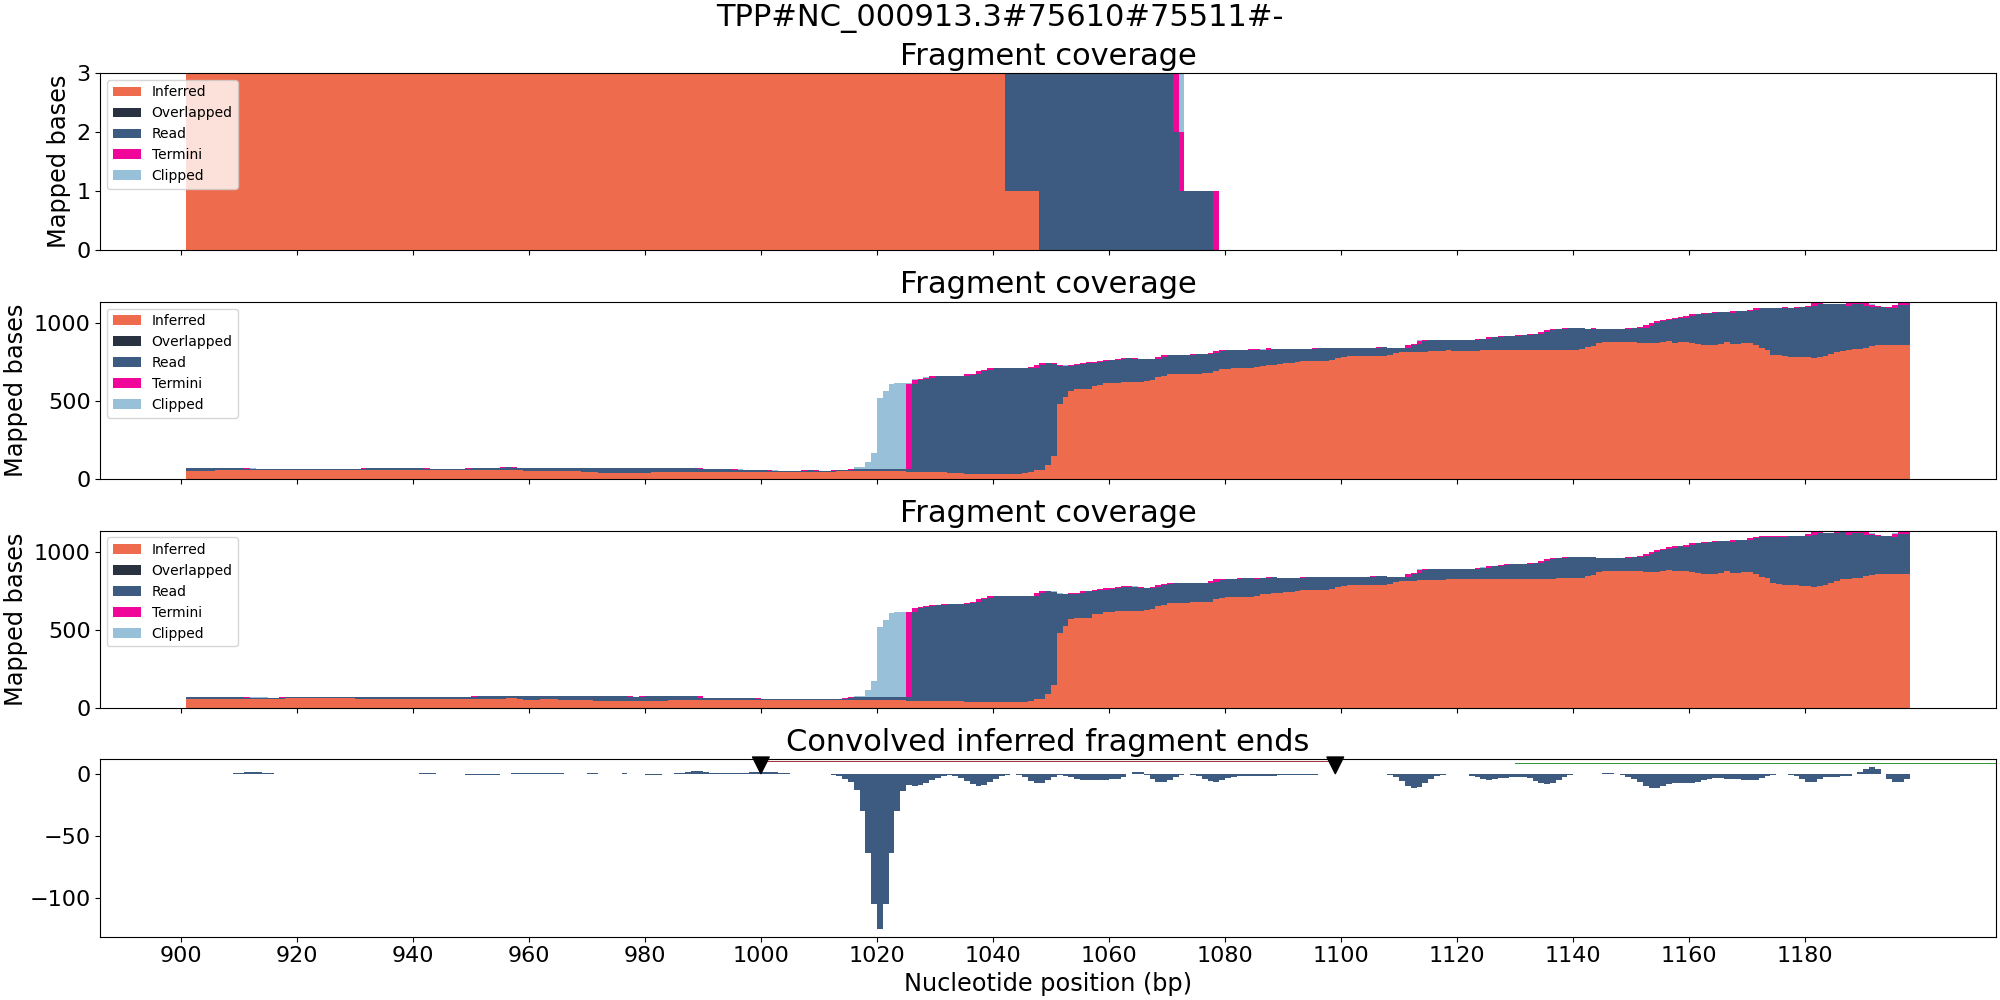 TPP#NC_000913.3#75610#75511#-
Fragment coverage
Mapped bases
3
2
1
0
Inferred
Overlapped
Read
Termini
Clipped
Fragment coverage
Mapped bases
1000
500
0
Inferred
Overlapped
Read
Termini
Clipped
Fragment coverage
Mapped bases
1000
500
0
Inferred
Overlapped
Read
Termini
Clipped
Convolved inferred fragment ends
0
−50
−100
900 920 940 960 980 1000 1020 1040 1060 1080 1100 1120 1140 1160 1180
Nucleotide position (bp)